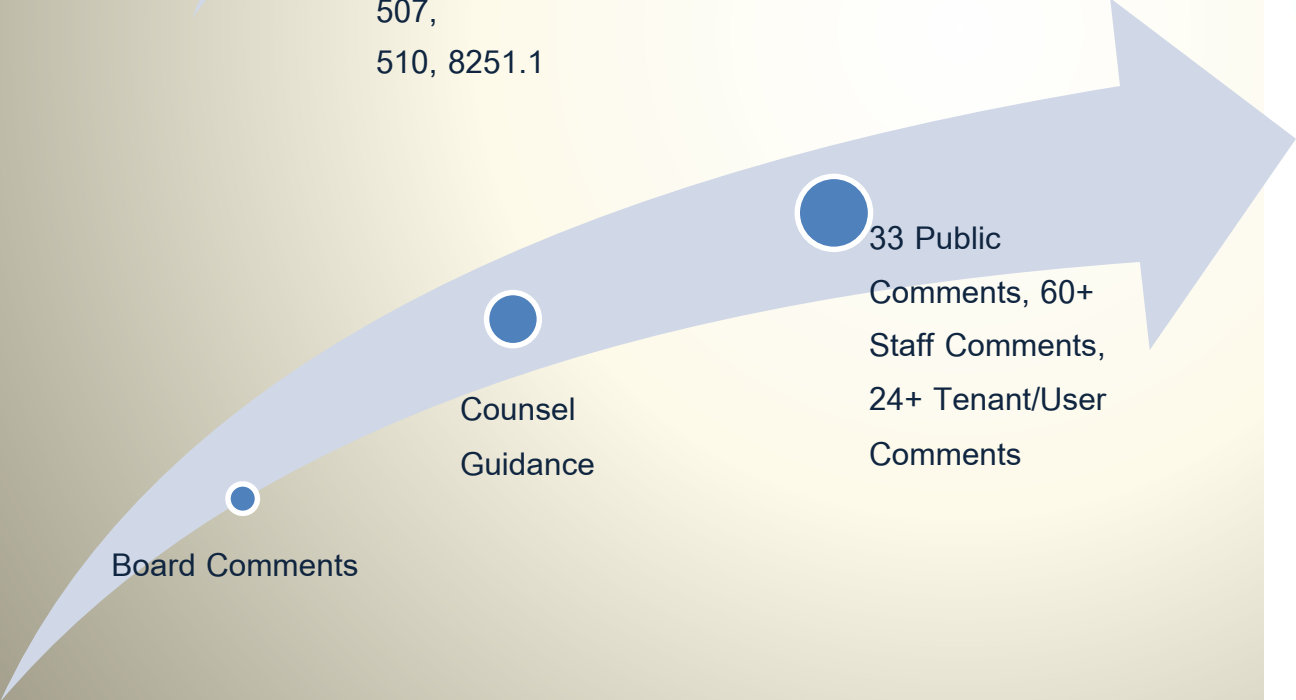 507,
510, 8251.1
33 Public
Comments, 60+
Staff Comments,
24+ Tenant/User
Comments
Counsel
Guidance
Board Comments